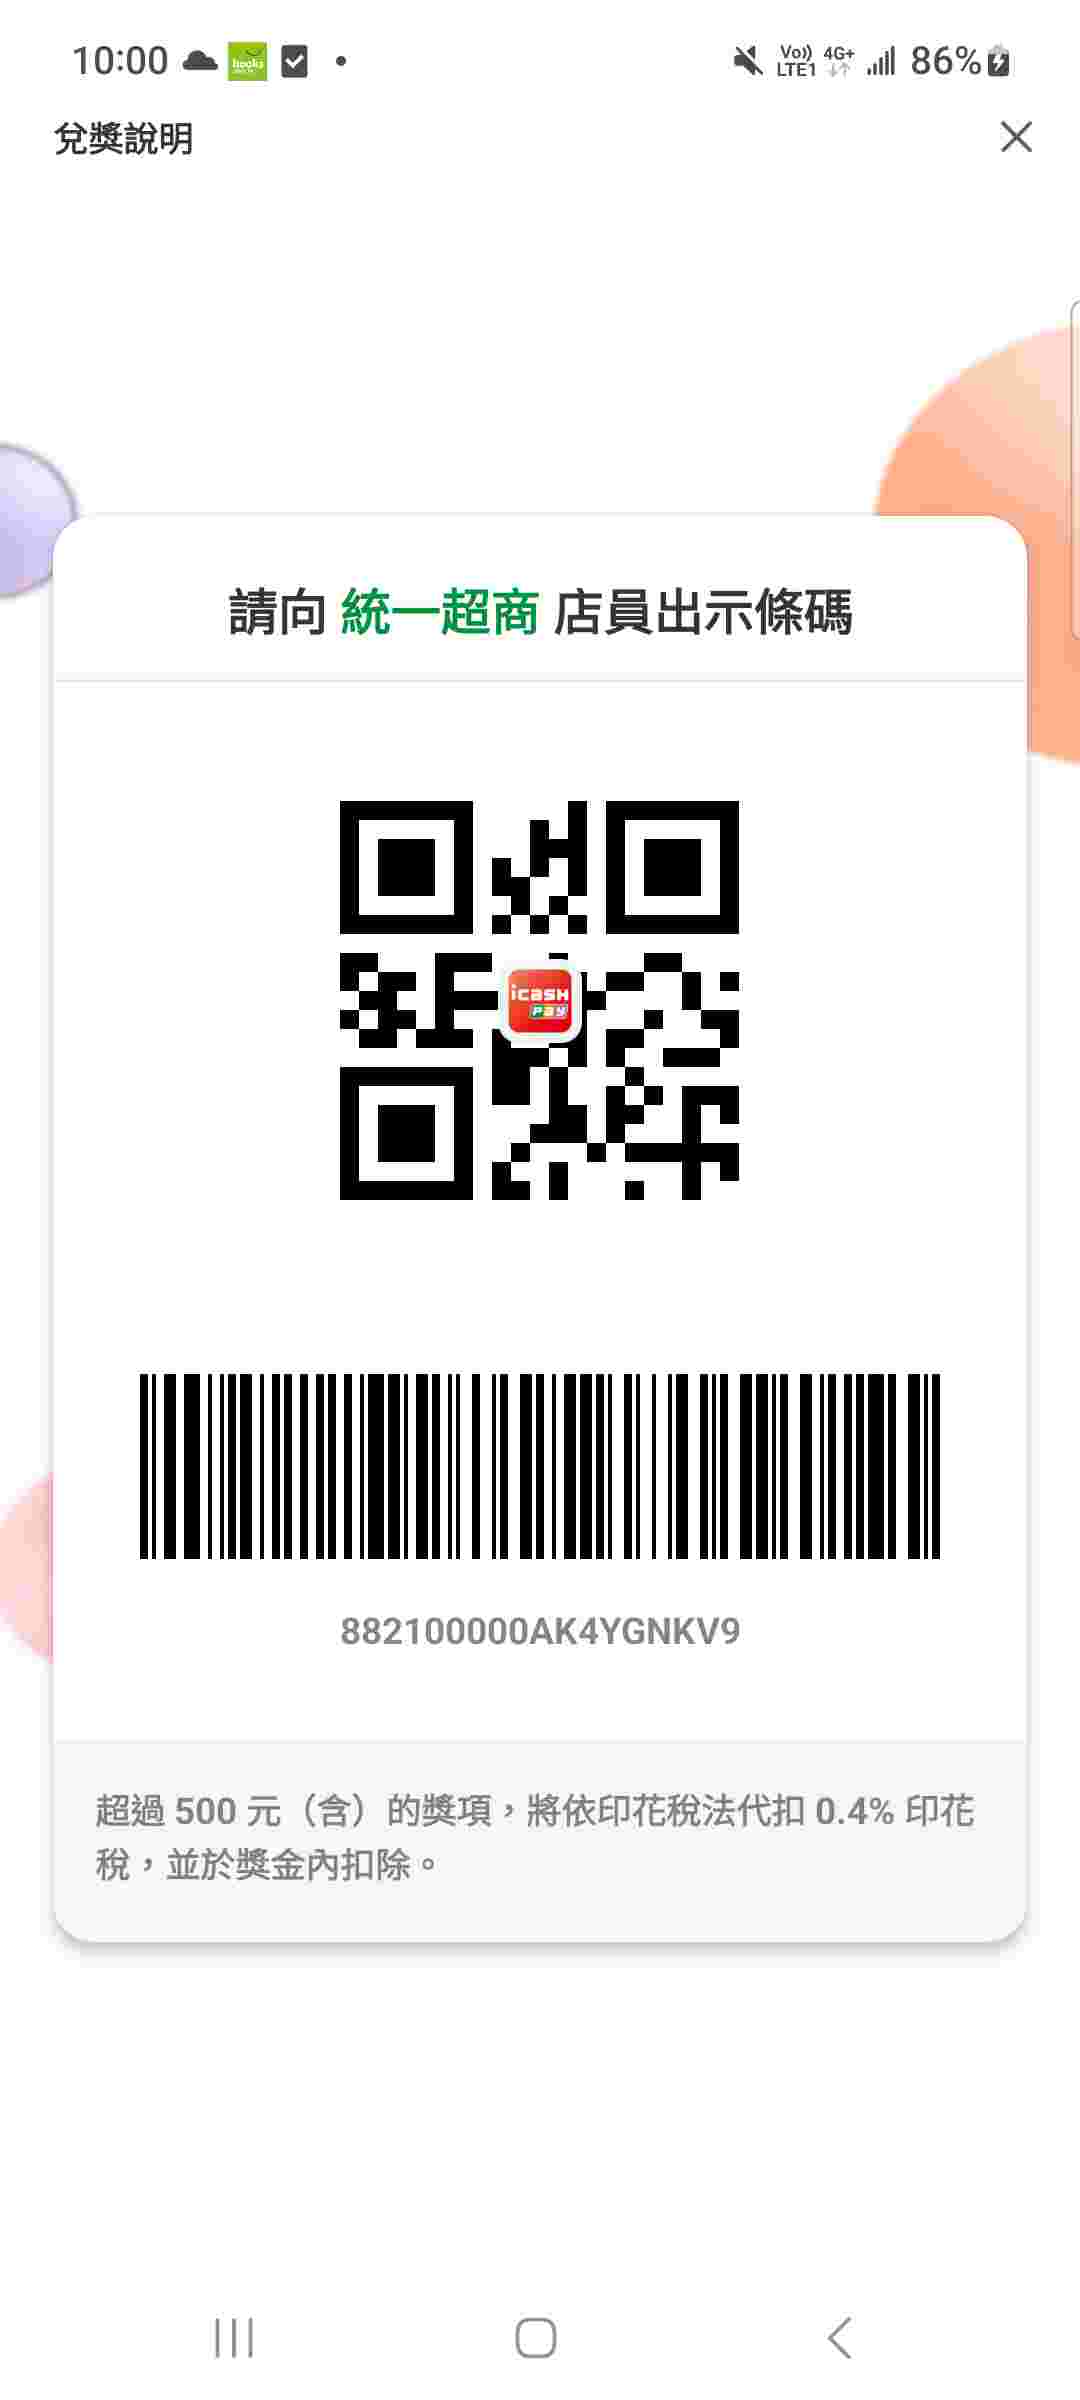 10:00
books
Vo)) 4G+
LTE1
86%
兌獎說明
請向 統一超商 店員出示條碼
icash
Pay
882100000AK4YGNKV9
超過 500 元（含）的獎項，將依印花稅法代扣 0.4% 印花
稅，並於獎金內扣除。